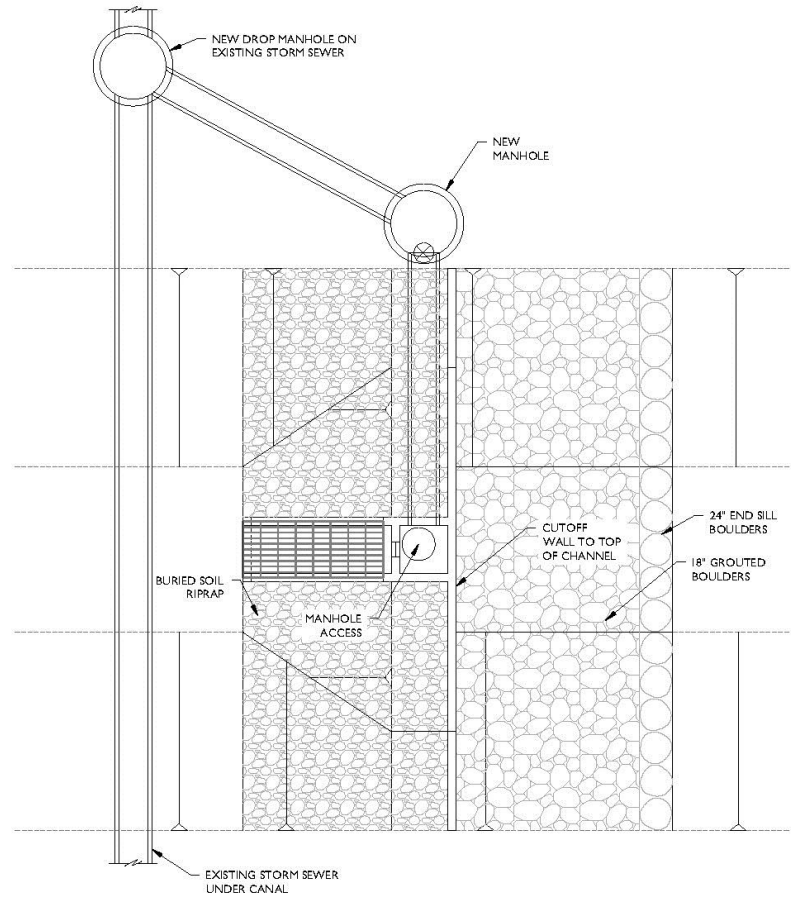 NEW DROP MANHOLE ON
EXISTING STORM SEWER
NEW
MANHOLE
24" END SILL
BOULDERS
CUTOFF
WALL TO TOP
OF CHANNEL
18" GROUTED
BOULDERS
BURIED SOIL
RIPRAP
MANHOLE
ACCESS
EXISTING STORM SEWER
UNDER CANAL